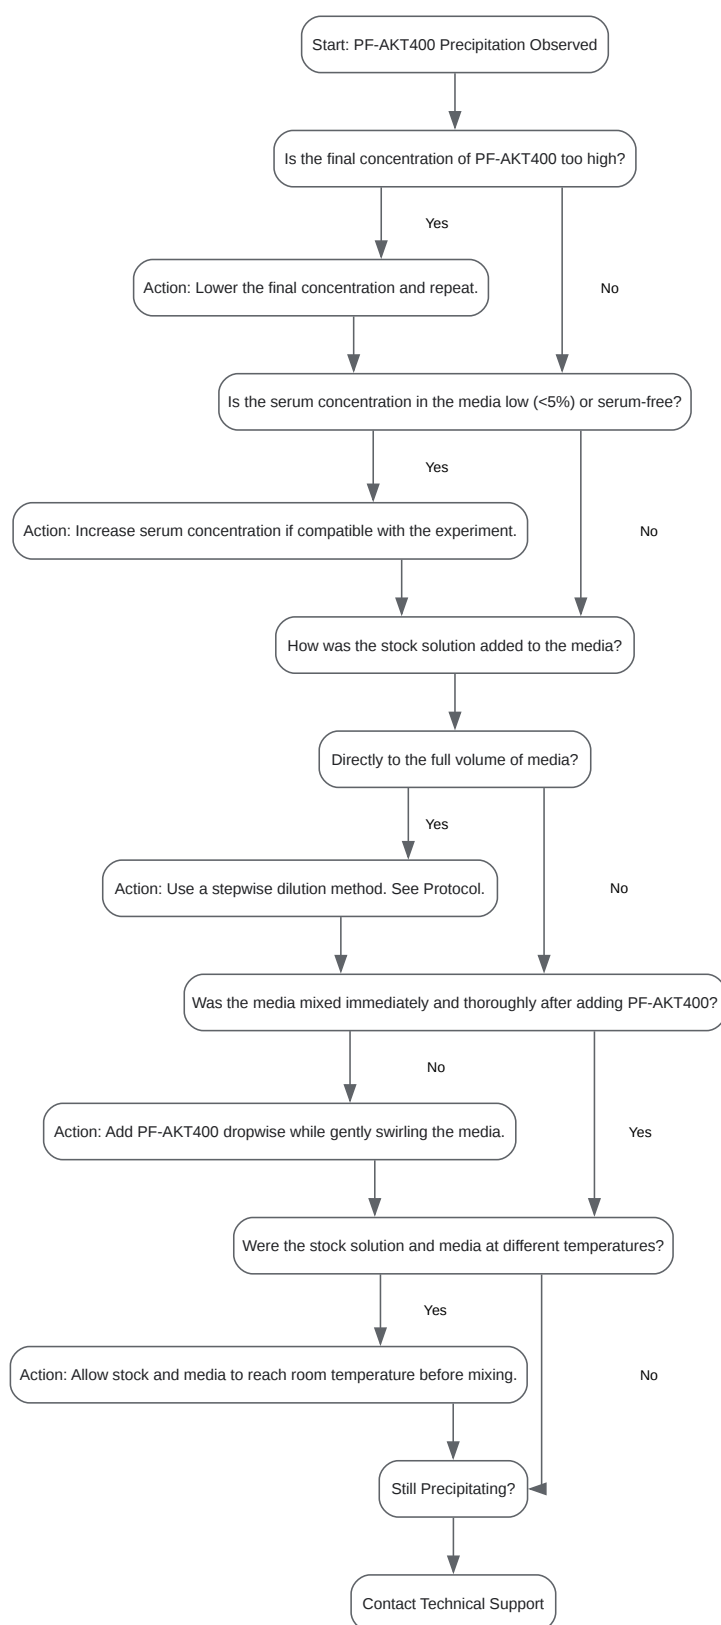 Start: PF-AKT400 Precipitation Observed
Is the final concentration of PF-AKT400 too high?
Yes
Action: Lower the final concentration and repeat.
No
Is the serum concentration in the media low (<5%) or serum-free?
Yes
Action: Increase serum concentration if compatible with the experiment.
No
How was the stock solution added to the media?
Directly to the full volume of media?
Yes
Action: Use a stepwise dilution method. See Protocol.
No
Was the media mixed immediately and thoroughly after adding PF-AKT400?
No
Action: Add PF-AKT400 dropwise while gently swirling the media.
Yes
Were the stock solution and media at different temperatures?
Yes
Action: Allow stock and media to reach room temperature before mixing.
No
Still Precipitating?
Contact Technical Support